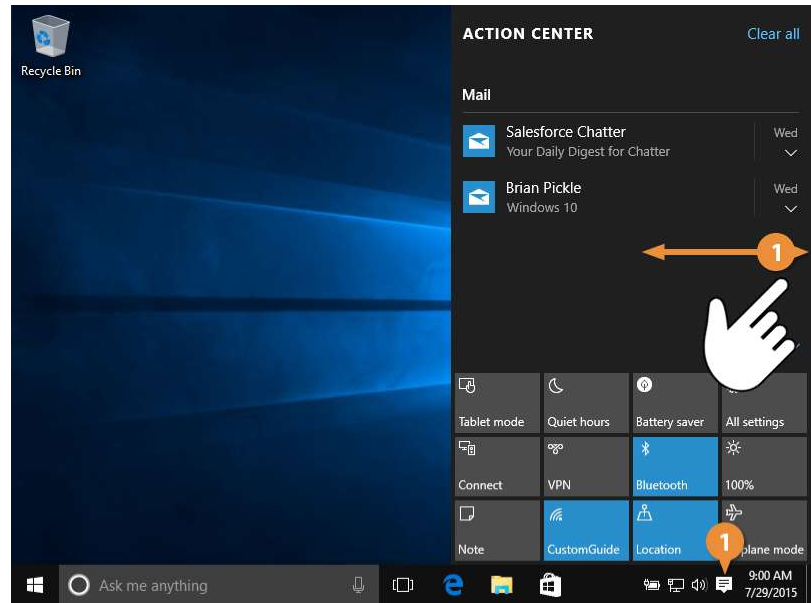 Recycle Bin
ACTION CENTER
Clear all
Mail
Salesforce Chatter
Wed
Your Daily Digest for Chatter
Brian Pickle
Wed
Windows 10
1
Tablet mode
Quiet hours
Battery saver
All settings
Connect
VPN
Bluetooth
100%
Note
CustomGuide
Location
plane mode
1
Ask me anything
9:00 AM
7/29/2015